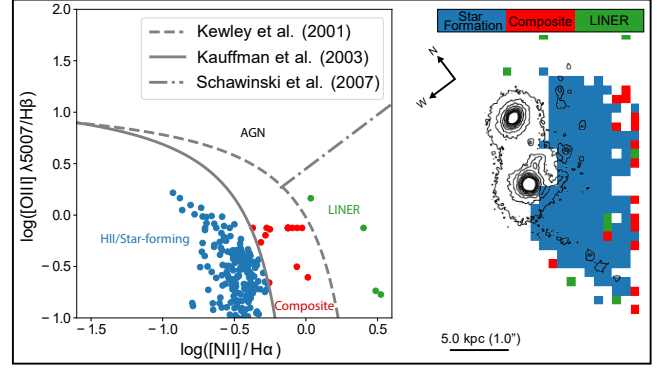 Kewley et al. (2001)
Kauffman et al. (2003)
Schawinski et al. (2007)
AGN
LINER
HII/Star-forming
Composite
2.0
1.5
1.0
0.5
0.0
−0.5
−1.0
log([OIII] λ5007/Hβ)
−1.5
−1.0
−0.5
0.0
0.5
log([NII]/Hα)
Star
Formation
Composite
LINER
N
W
5.0 kpc (1.0″)